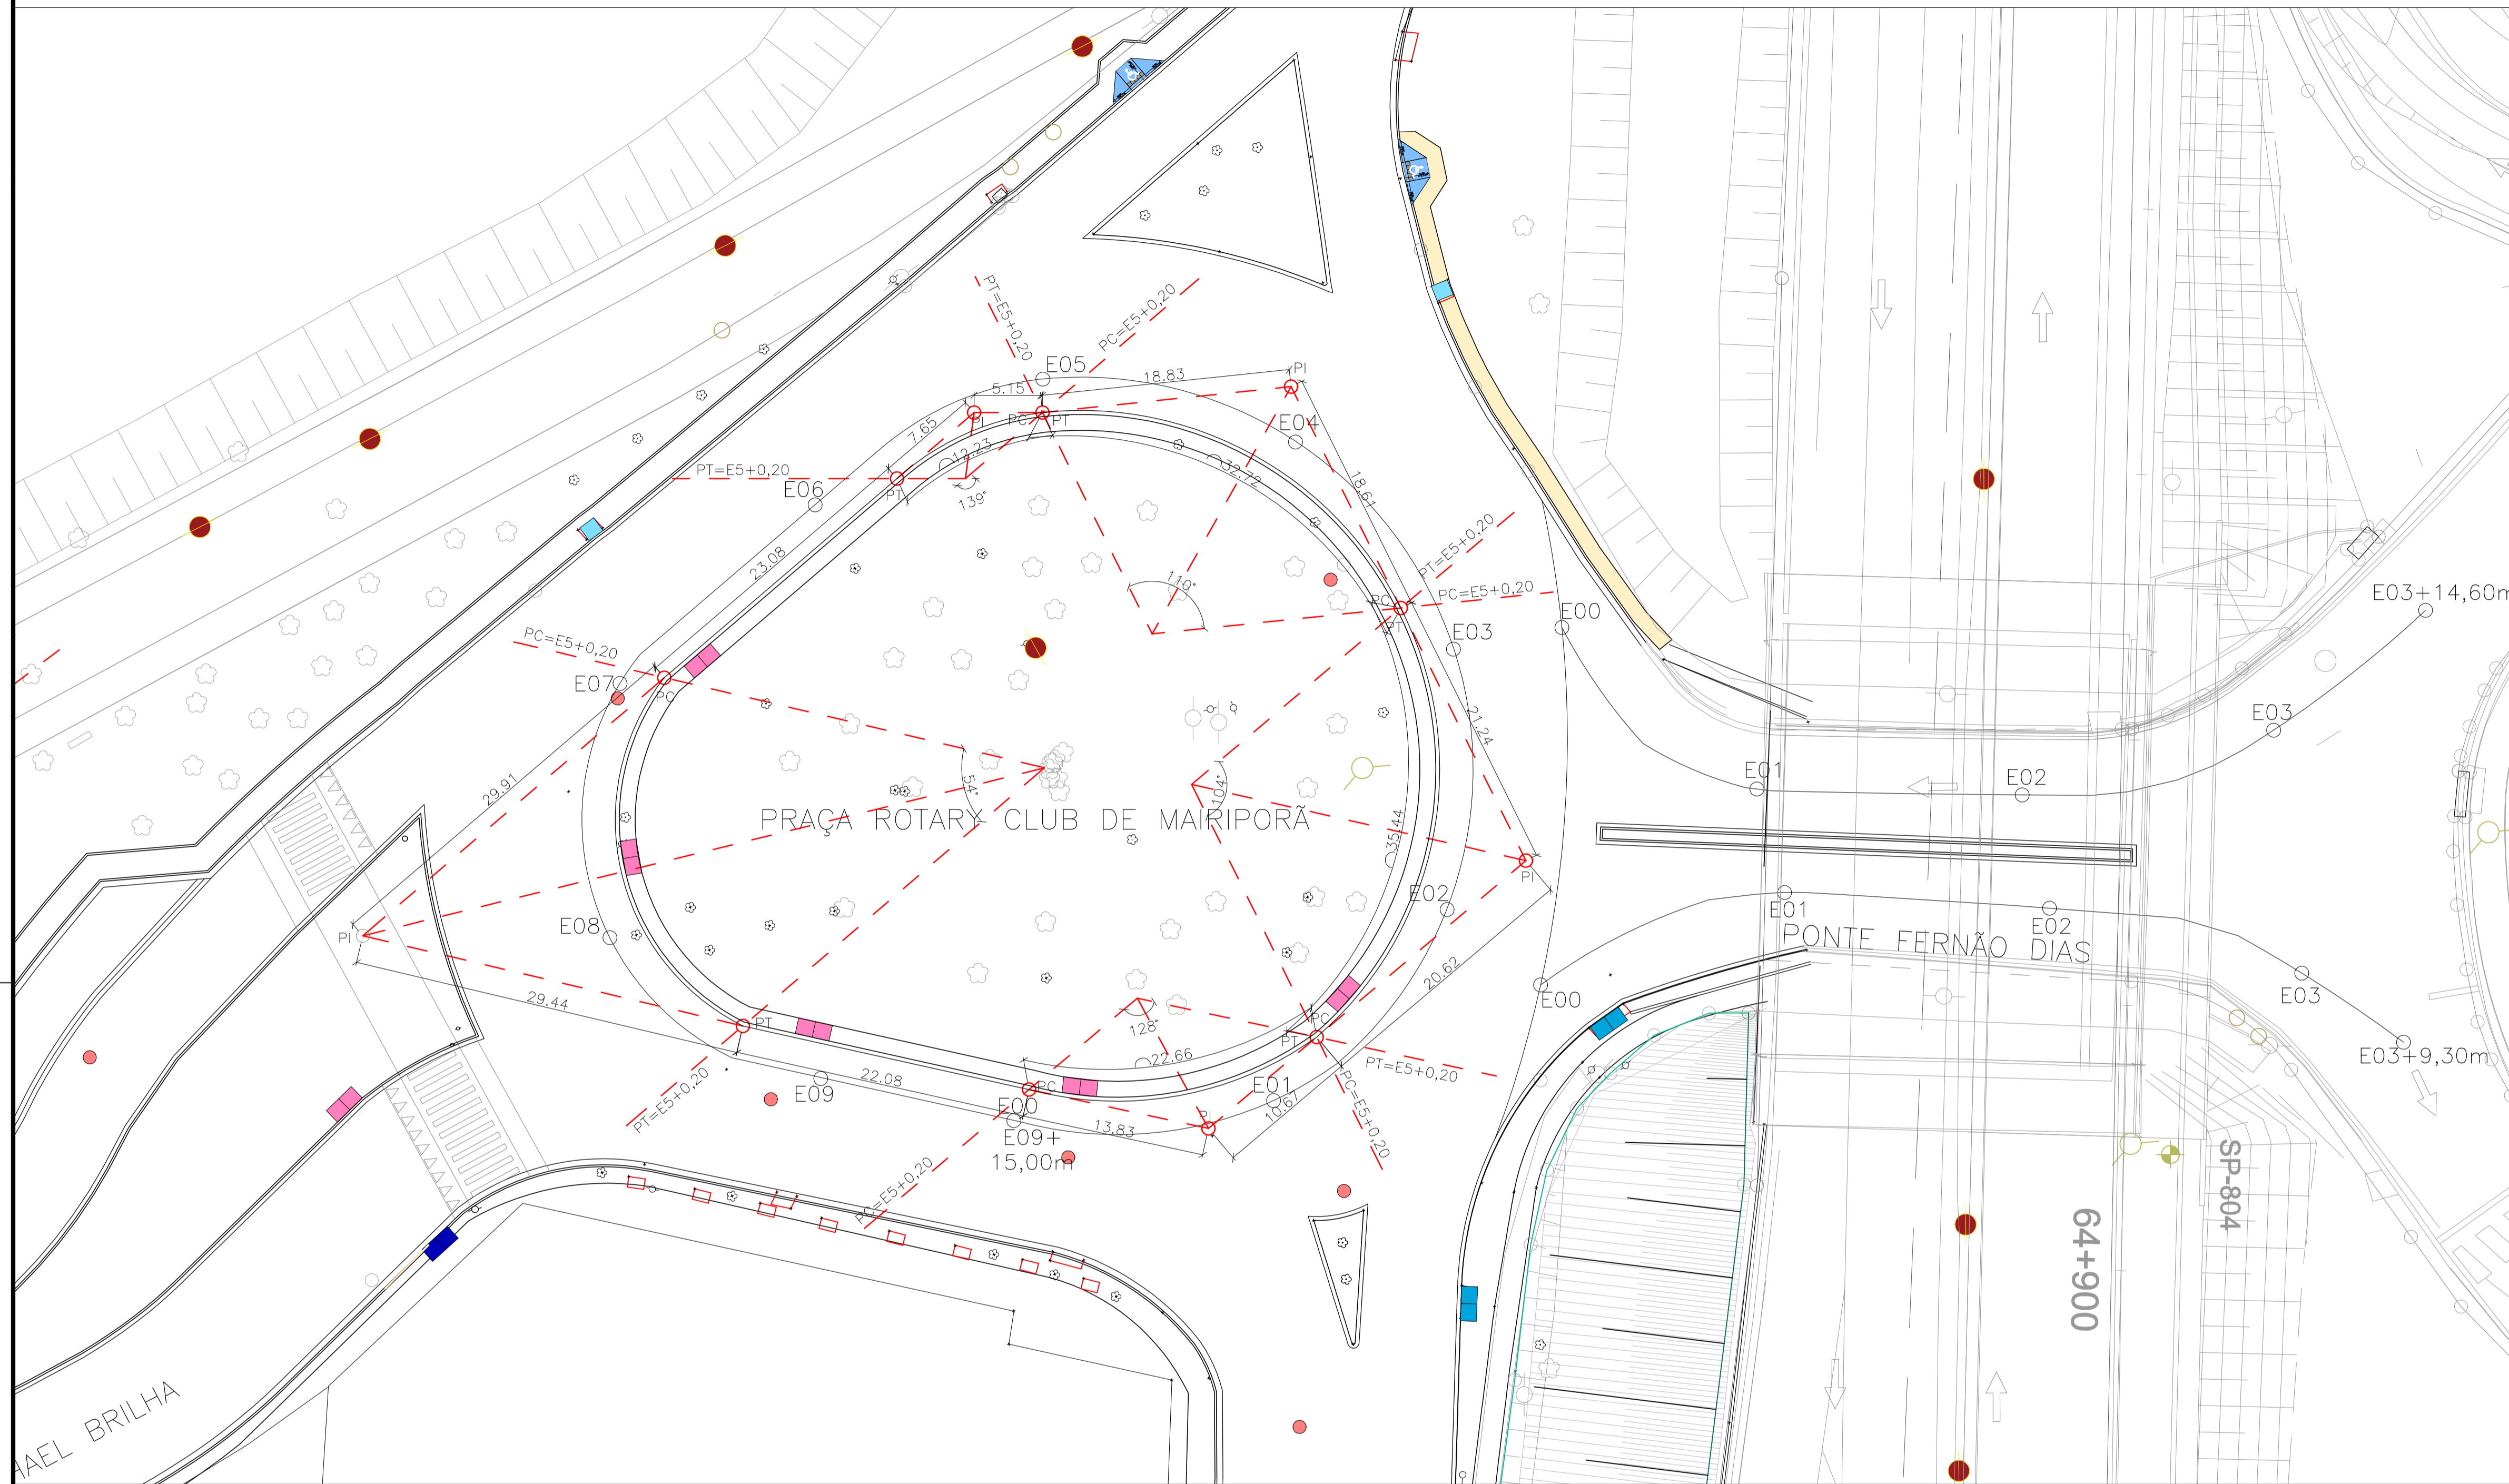 PT=E5+0,20
PC=E5+0,20
E05
5.15
18.83
PI
PI
PC
PT
E04
7.65
12.23
32.72
PT=E5+0,20
PT
E06
139°
18.61
PT=E5+0,20
PC=E5+0,20
PC
PT
E03
E00
E03+14,60m
110°
23.08
PC=E5+0,20
E07
PC
21.24
E03
29.91
54°
104°
E01
E02
PRAÇA ROTARY CLUB DE MAIRIPORÃ
35.44
PI
E02
E01
E02
PI
E08
PONTE FERNÃO DIAS
20.62
E00
E03
29.44
PT
128°
PC
PT
22.66
PT=E5+0,20
E03+9,30m
22.08
E09
PC
E00
E01
10.67
PC=E5+0,20
PT=E5+0,20
E09+
15,00m
13.83
PI
PC=E5+0,20
SP-804
64+900
AEL BRILHA